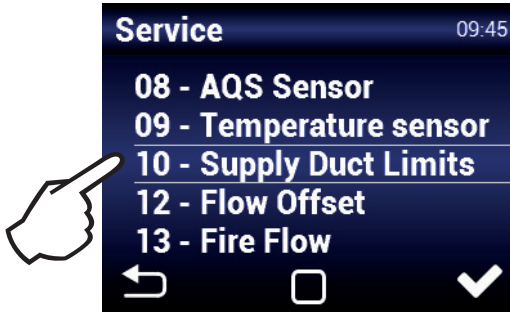 Service 09:45
08 - AQS Sensor
09 - Temperature sensor
10 - Supply Duct Limits
12 - Flow Offset
13 - Fire Flow